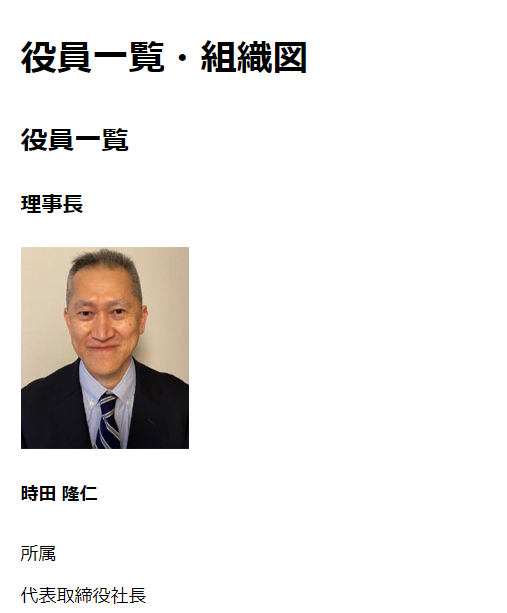 役員一覧・組織図
役員一覧
理事長
時田 隆仁
所属
代表取締役社長